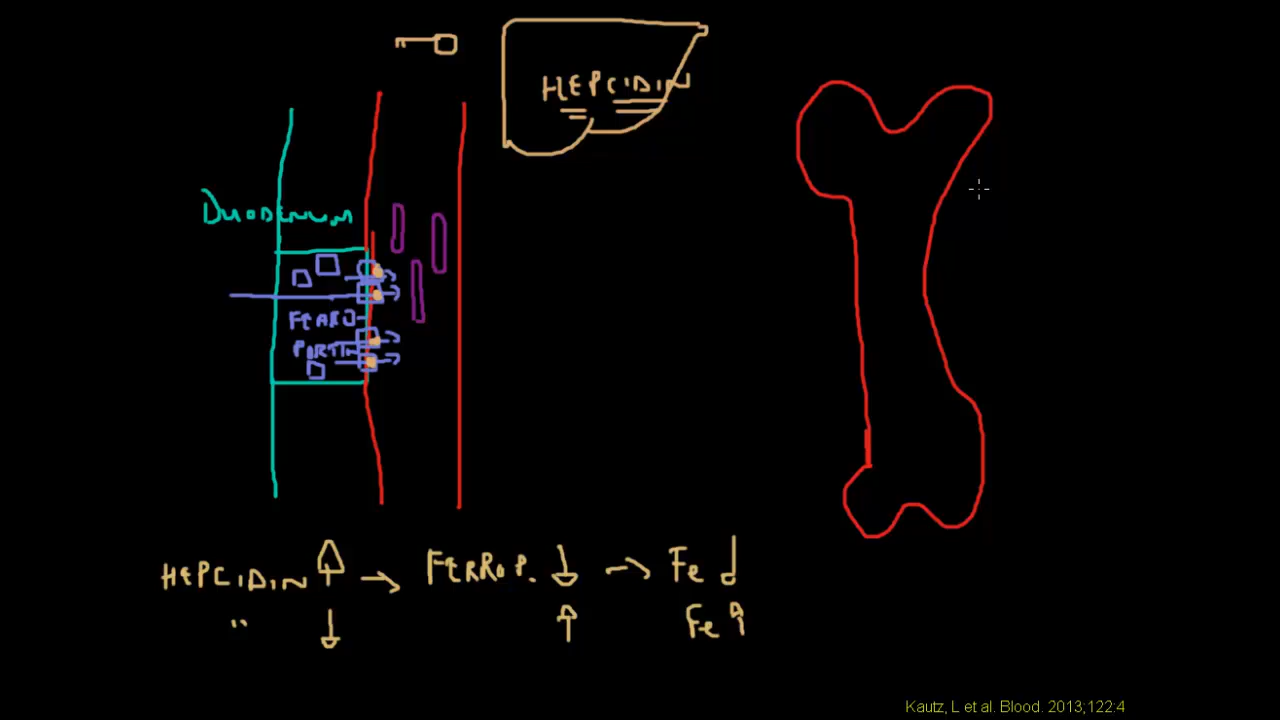 HEPCIDIN
DUODENUM
FERRO
PORTIN
HEPCIDIN → FERROP. → Fe
" Fe
Kautz, L et al. Blood. 2013;122:4